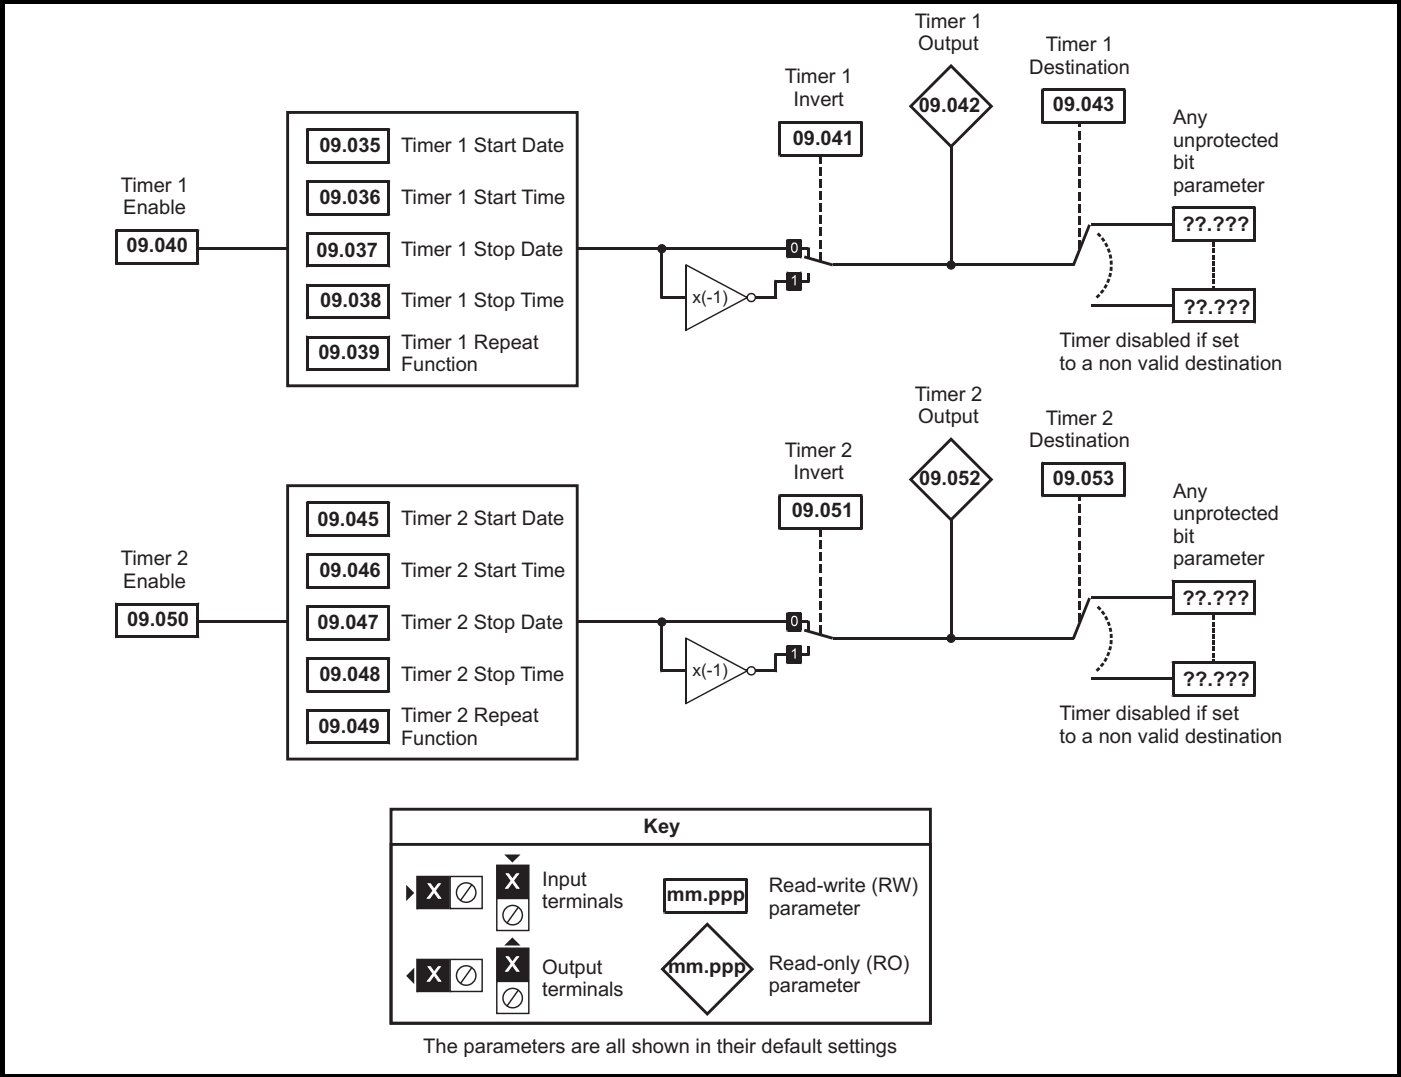 Timer 1
Enable
09.040
09.035 Timer 1 Start Date
09.036 Timer 1 Start Time
09.037 Timer 1 Stop Date
09.038 Timer 1 Stop Time
09.039 Timer 1 Repeat
Function
x(-1)
0
1
Timer 1
Invert
09.041
Timer 1
Output
09.042
Timer 1
Destination
09.043
Any
unprotected
bit
parameter
??.???
??.???
Timer disabled if set
to a non valid destination
Timer 2
Enable
09.050
09.045 Timer 2 Start Date
09.046 Timer 2 Start Time
09.047 Timer 2 Stop Date
09.048 Timer 2 Stop Time
09.049 Timer 2 Repeat
Function
x(-1)
0
1
Timer 2
Invert
09.051
Timer 2
Output
09.052
Timer 2
Destination
09.053
Any
unprotected
bit
parameter
??.???
??.???
Timer disabled if set
to a non valid destination
Key
X X Input
terminals
mm.ppp Read-write (RW)
parameter
X X Output
terminals
mm.ppp Read-only (RO)
parameter
The parameters are all shown in their default settings